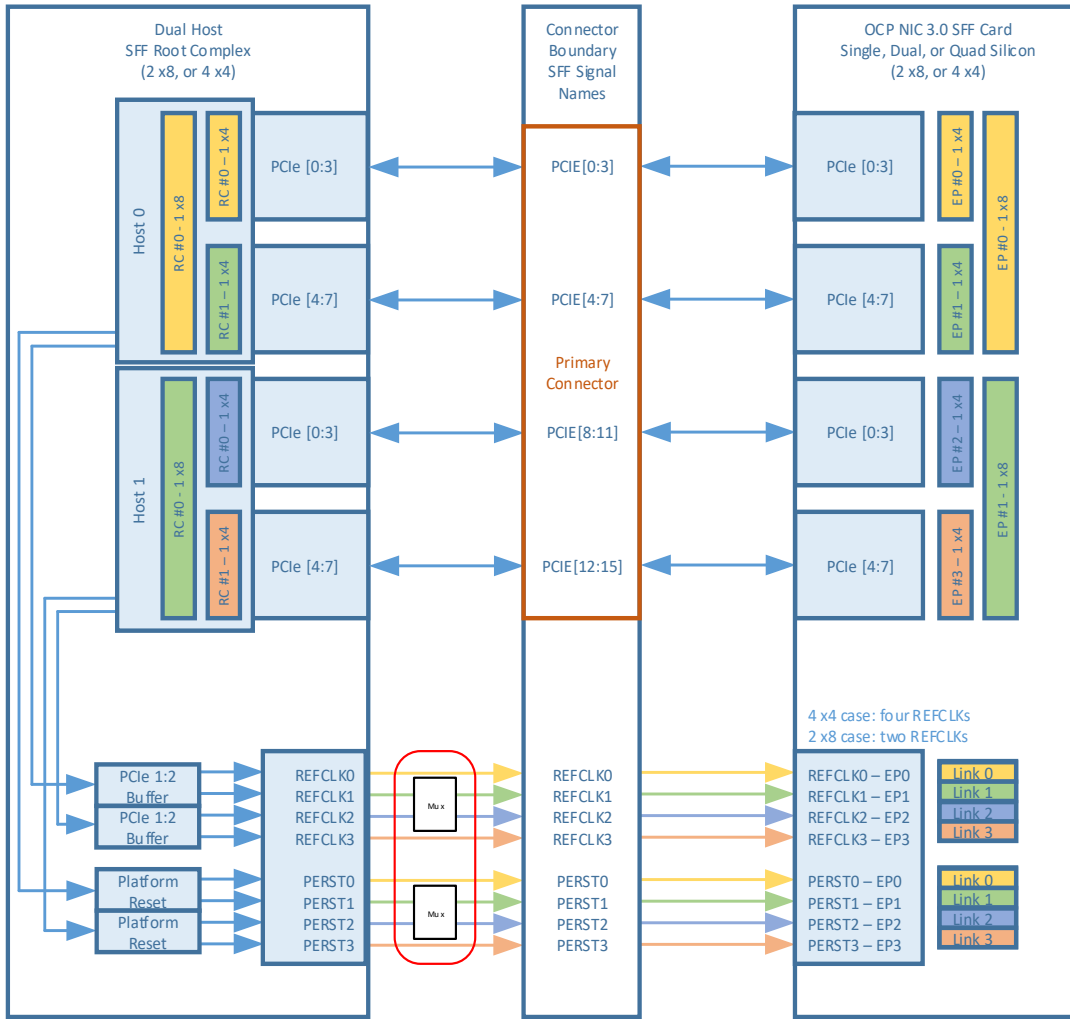 Dual Host
SFF Root Complex
(2 x8, or 4 x4)
Connector
Boundary
SFF Signal
Names
OCP NIC 3.0 SFF Card
Single, Dual, or Quad Silicon
(2 x8, or 4 x4)
Host 0
RC #0 - 1 x8
RC #0 – 1 x4
PCIe [0:3]
PCIE[0:3]
PCIe [0:3]
EP #0 – 1 x4
EP #0 - 1 x8
RC #1 – 1 x4
PCIe [4:7]
PCIE[4:7]
PCIe [4:7]
EP #1 – 1 x4
Primary
Connector
Host 1
RC #0 - 1 x8
RC #0 – 1 x4
PCIe [0:3]
PCIE[8:11]
PCIe [0:3]
EP #2 – 1 x4
EP #1 - 1 x8
RC #1 – 1 x4
PCIe [4:7]
PCIE[12:15]
PCIe [4:7]
EP #3 – 1 x4
4 x4 case: four REFCLKs
2 x8 case: two REFCLKs
PCIe 1:2
Buffer
PCIe 1:2
Buffer
REFCLK0
REFCLK1
REFCLK2
REFCLK3
Mux
REFCLK0
REFCLK1
REFCLK2
REFCLK3
REFCLK0 – EP0
REFCLK1 – EP1
REFCLK2 – EP2
REFCLK3 – EP3
Link 0
Link 1
Link 2
Link 3
Platform
Reset
Platform
Reset
PERST0
PERST1
PERST2
PERST3
Mux
PERST0
PERST1
PERST2
PERST3
PERST0 – EP0
PERST1 – EP1
PERST2 – EP2
PERST3 – EP3
Link 0
Link 1
Link 2
Link 3